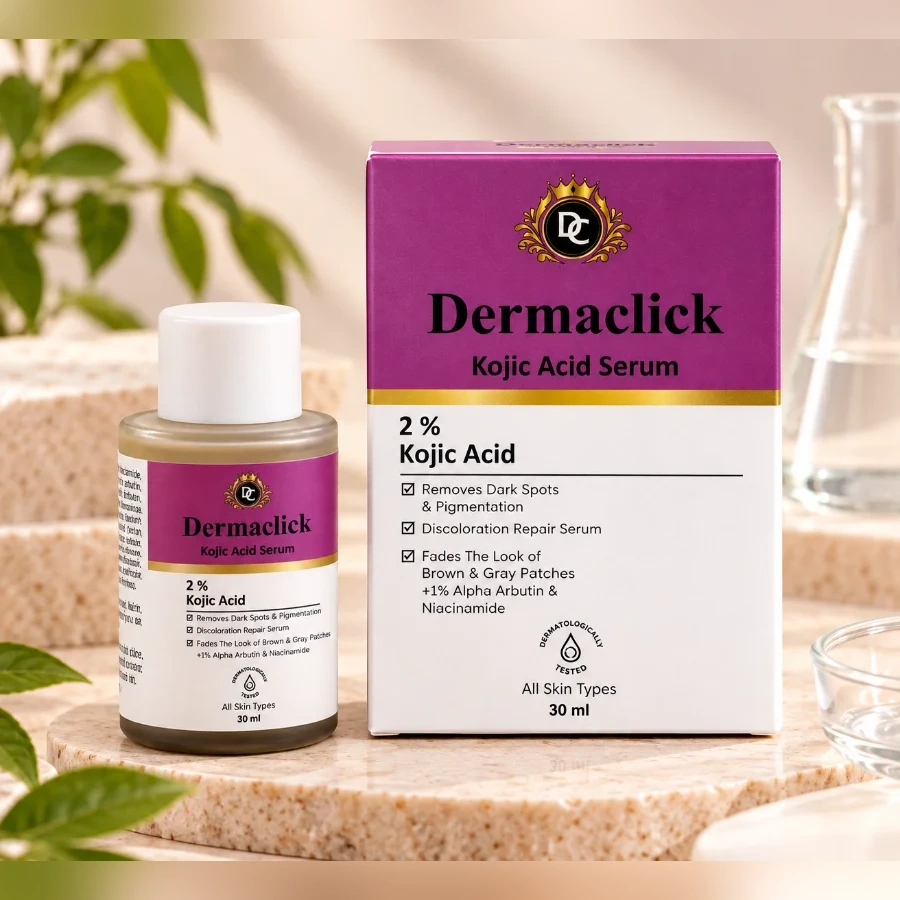 Dermaclick
DC
Dermaclick
Kojic Acid Serum
2 %
Kojic Acid
☑ Removes Dark Spots
& Pigmentation
☑ Discoloration Repair Serum
☑ Fades The Look of
Brown & Gray Patches
+1% Alpha Arbutin &
Niacinamide
DERMATOLOGICALLY
TESTED
All Skin Types
30 ml
DC
Dermaclick
Kojic Acid Serum
2 %
Kojic Acid
☑ Removes Dark Spots & Pigmentation
☑ Discoloration Repair Serum
☑ Fades The Look of Brown & Gray Patches
+1% Alpha Arbutin & Niacinamide
DERMATOLOGICALLY
TESTED
All Skin Types
30 ml